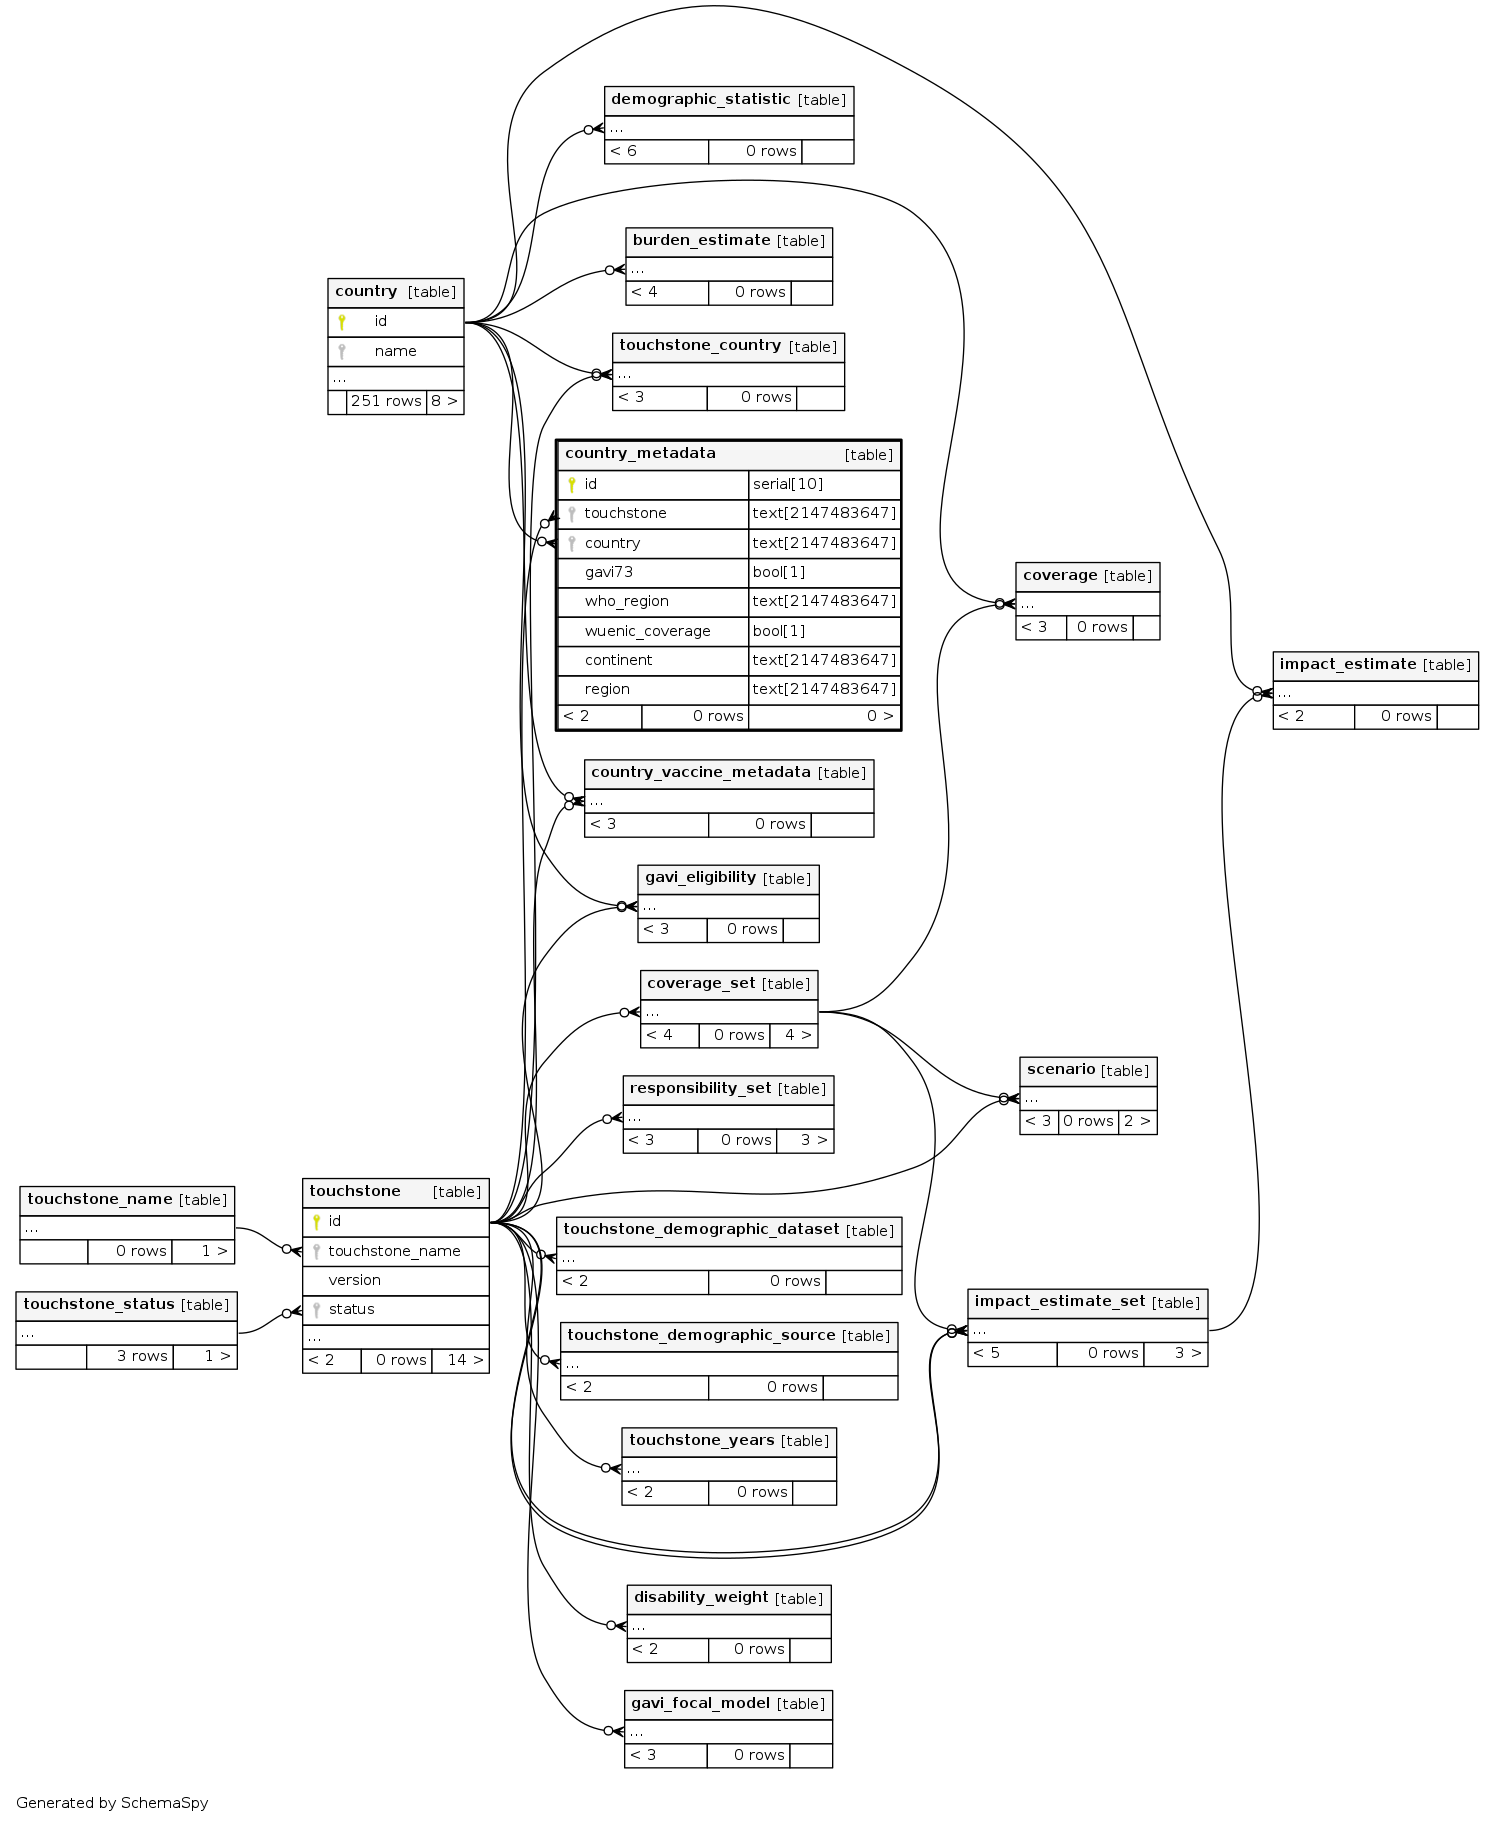 demographic_statistic [table]
...
< 6 0 rows
burden_estimate [table]
...
< 4 0 rows
country [table]
id
name
...
251 rows 8 >
touchstone_country [table]
...
< 3 0 rows
country_metadata [table]
id serial[10]
touchstone text[2147483647]
country text[2147483647]
gavi73 bool[1]
who_region text[2147483647]
wuenic_coverage bool[1]
continent text[2147483647]
region text[2147483647]
< 2 0 rows 0 >
coverage [table]
...
< 3 0 rows
impact_estimate [table]
...
< 2 0 rows
country_vaccine_metadata [table]
...
< 3 0 rows
gavi_eligibility [table]
...
< 3 0 rows
coverage_set [table]
...
< 4 0 rows 4 >
responsibility_set [table]
...
< 3 0 rows 3 >
scenario [table]
...
< 3 0 rows 2 >
touchstone_name [table]
...
0 rows 1 >
touchstone_status [table]
...
3 rows 1 >
touchstone [table]
id
touchstone_name
version
status
...
< 2 0 rows 14 >
touchstone_demographic_dataset [table]
...
< 2 0 rows
touchstone_demographic_source [table]
...
< 2 0 rows
impact_estimate_set [table]
...
< 5 0 rows 3 >
touchstone_years [table]
...
< 2 0 rows
disability_weight [table]
...
< 2 0 rows
gavi_focal_model [table]
...
< 3 0 rows
Generated by SchemaSpy